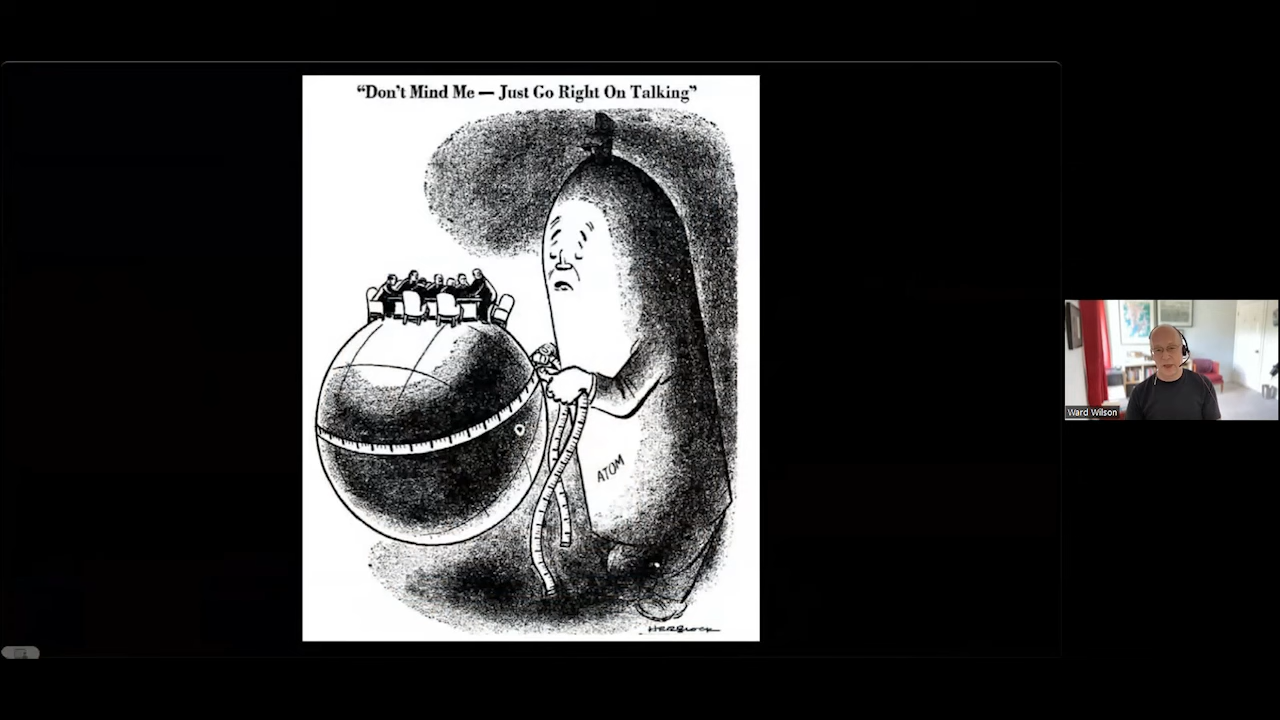 “Don’t Mind Me — Just Go Right On Talking”
ATOM
HERBLOCK
Ward Wilson